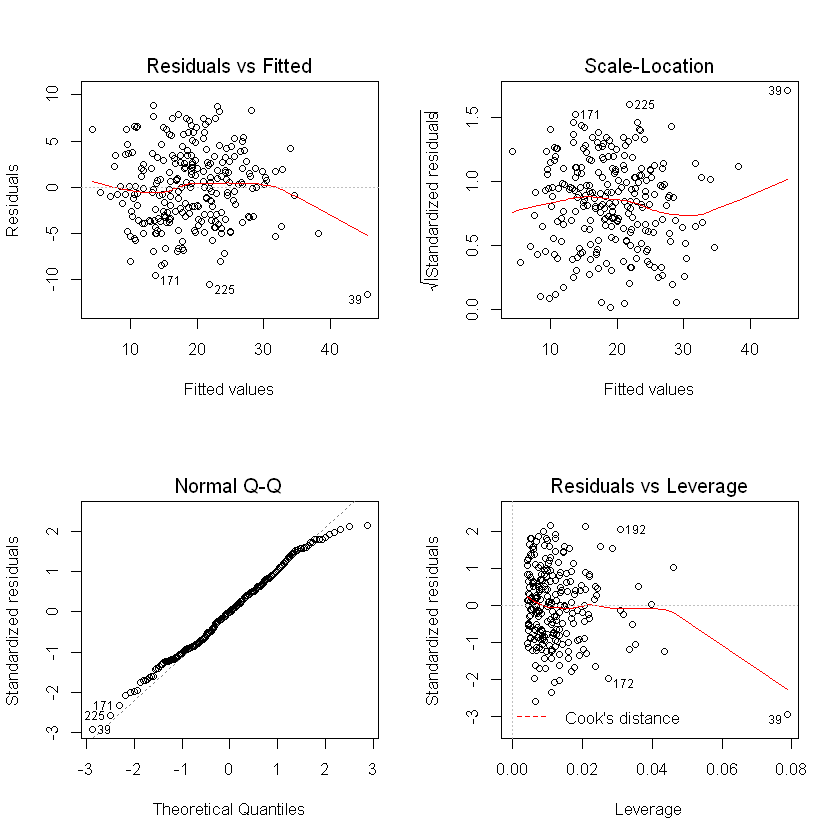 Residuals vs Fitted
Residuals
10
5
0
-5
-10
171
225
39
10 20 30 40
Fitted values
Scale-Location
√|Standardized residuals|
1.5
1.0
0.5
0.0
171
225
39
10 20 30 40
Fitted values
Normal Q-Q
Standardized residuals
2
1
0
-1
-2
-3
171
225
39
-3 -2 -1 0 1 2 3
Theoretical Quantiles
Residuals vs Leverage
Standardized residuals
2
1
0
-1
-2
-3
192
172
39
Cook's distance
0.00 0.02 0.04 0.06 0.08
Leverage